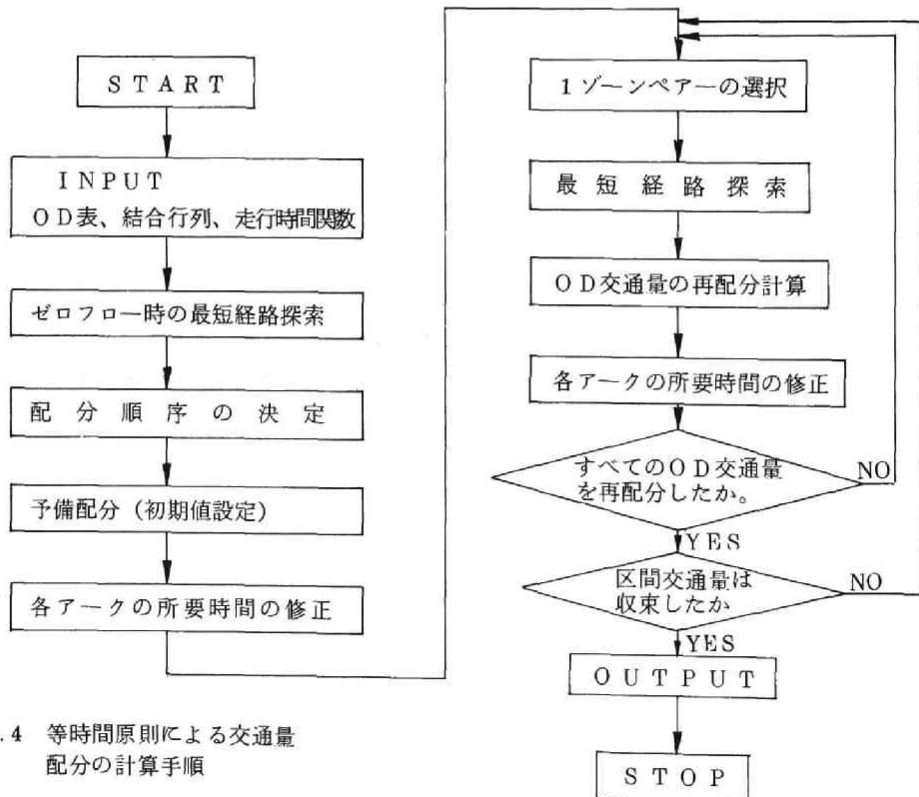 START
INPUT
OD表、結合行列、走行時間関数
ゼロフロー時の最短経路探索
配分順序の決定
予備配分(初期値設定)
各アークの所要時間の修正
1ゾーンペアーの選択
最短経路探索
OD交通量の再配分計算
各アークの所要時間の修正
すべてのOD交通量
を再配分したか。
NO
YES
区間交通量は
収束したか
NO
YES
OUTPUT
STOP
.4 等時間原則による交通量
配分の計算手順